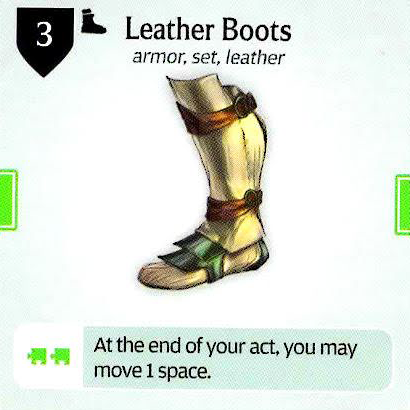 3
Leather Boots
armor, set, leather
At the end of your act, you may
move 1 space.